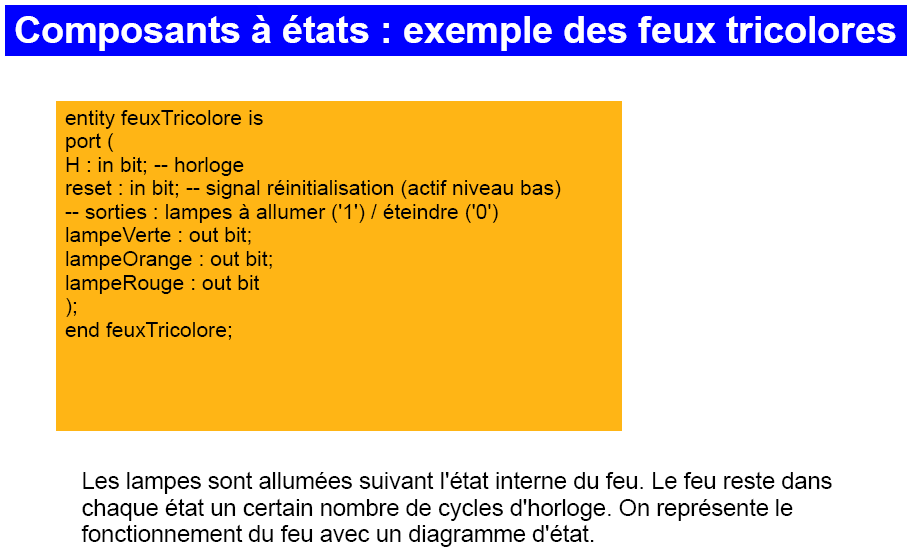 Composants à états : exemple des feux tricolores
entity feuxTricolore is
port (
H : in bit; -- horloge
reset : in bit; -- signal réinitialisation (actif niveau bas)
-- sorties : lampes à allumer ('1') / éteindre ('0')
lampeVerte : out bit;
lampeOrange : out bit;
lampeRouge : out bit
);
end feuxTricolore;
Les lampes sont allumées suivant l'état interne du feu. Le feu reste dans
chaque état un certain nombre de cycles d'horloge. On représente le
fonctionnement du feu avec un diagramme d'état.